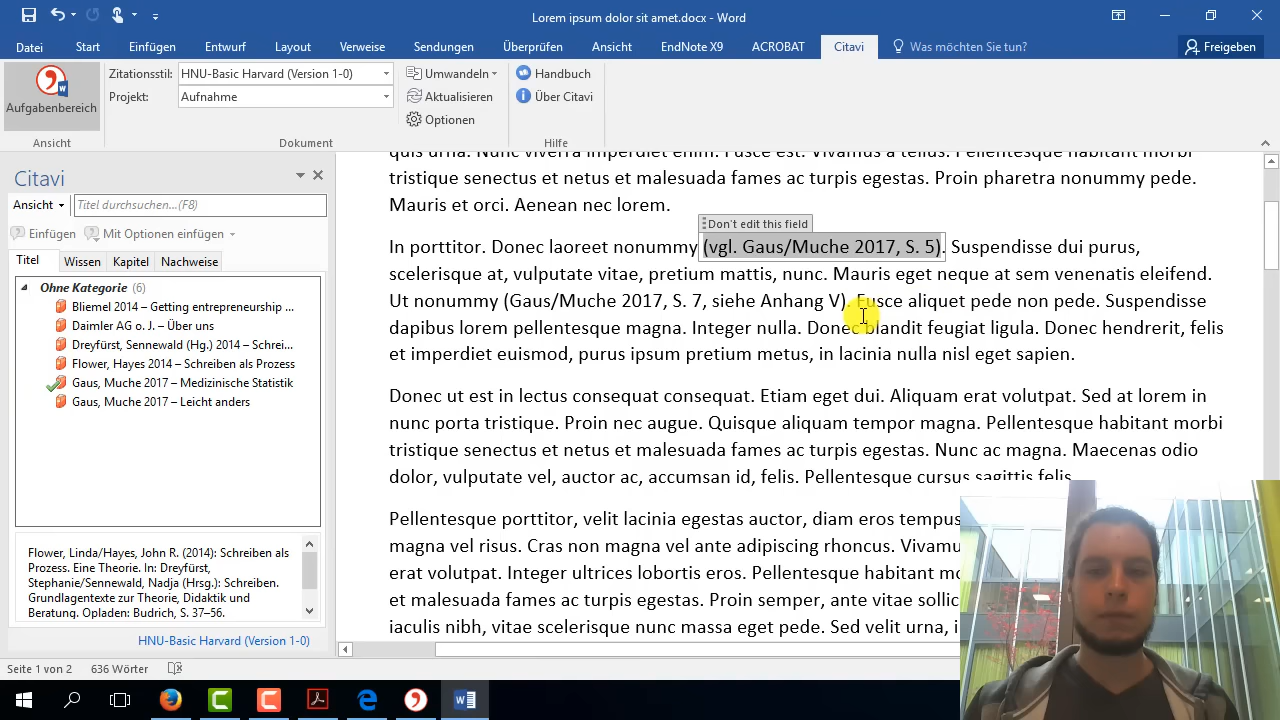 Lorem ipsum dolor sit amet.docx - Word
Datei Start Einfügen Entwurf Layout Verweise Sendungen Überprüfen Ansicht EndNote X9 ACROBAT Citavi Was möchten Sie tun? Freigeben
Aufgabenbereich
Ansicht
Zitationsstil: HNU-Basic Harvard (Version 1-0)
Projekt: Aufnahme
Umwandeln
Aktualisieren
Optionen
Dokument
Handbuch
Über Citavi
Hilfe
Citavi
Ansicht Titel durchsuchen...(F8)
Einfügen Mit Optionen einfügen
Titel Wissen Kapitel Nachweise
Ohne Kategorie (6)
Bliemel 2014 – Getting entrepreneurship ...
Daimler AG o. J. – Über uns
Dreyfürst, Sennewald (Hg.) 2014 – Schrei...
Flower, Hayes 2014 – Schreiben als Prozess
Gaus, Muche 2017 – Medizinische Statistik
Gaus, Muche 2017 – Leicht anders
Flower, Linda/Hayes, John R. (2014): Schreiben als
Prozess. Eine Theorie. In: Dreyfürst,
Stephanie/Sennewald, Nadja (Hrsg.): Schreiben.
Grundlagentexte zur Theorie, Didaktik und
Beratung. Opladen: Budrich, S. 37–56.
HNU-Basic Harvard (Version 1-0)
quis urna. Nunc viverra imperdiet enim. Fusce est. Vivamus a tellus. Pellentesque habitant morbi
tristique senectus et netus et malesuada fames ac turpis egestas. Proin pharetra nonummy pede.
Mauris et orci. Aenean nec lorem.
Don't edit this field
In porttitor. Donec laoreet nonummy (vgl. Gaus/Muche 2017, S. 5). Suspendisse dui purus,
scelerisque at, vulputate vitae, pretium mattis, nunc. Mauris eget neque at sem venenatis eleifend.
Ut nonummy (Gaus/Muche 2017, S. 7, siehe Anhang V). Fusce aliquet pede non pede. Suspendisse
dapibus lorem pellentesque magna. Integer nulla. Donec blandit feugiat ligula. Donec hendrerit, felis
et imperdiet euismod, purus ipsum pretium metus, in lacinia nulla nisl eget sapien.
Donec ut est in lectus consequat consequat. Etiam eget dui. Aliquam erat volutpat. Sed at lorem in
nunc porta tristique. Proin nec augue. Quisque aliquam tempor magna. Pellentesque habitant morbi
tristique senectus et netus et malesuada fames ac turpis egestas. Nunc ac magna. Maecenas odio
dolor, vulputate vel, auctor ac, accumsan id, felis. Pellentesque cursus sagittis felis.
Pellentesque porttitor, velit lacinia egestas auctor, diam eros tempus
magna vel risus. Cras non magna vel ante adipiscing rhoncus. Vivamu
erat volutpat. Integer ultrices lobortis eros. Pellentesque habitant mo
et malesuada fames ac turpis egestas. Proin semper, ante vitae sollic
iaculis nibh, vitae scelerisque nunc massa eget pede. Sed velit urna, i
Seite 1 von 2 636 Wörter